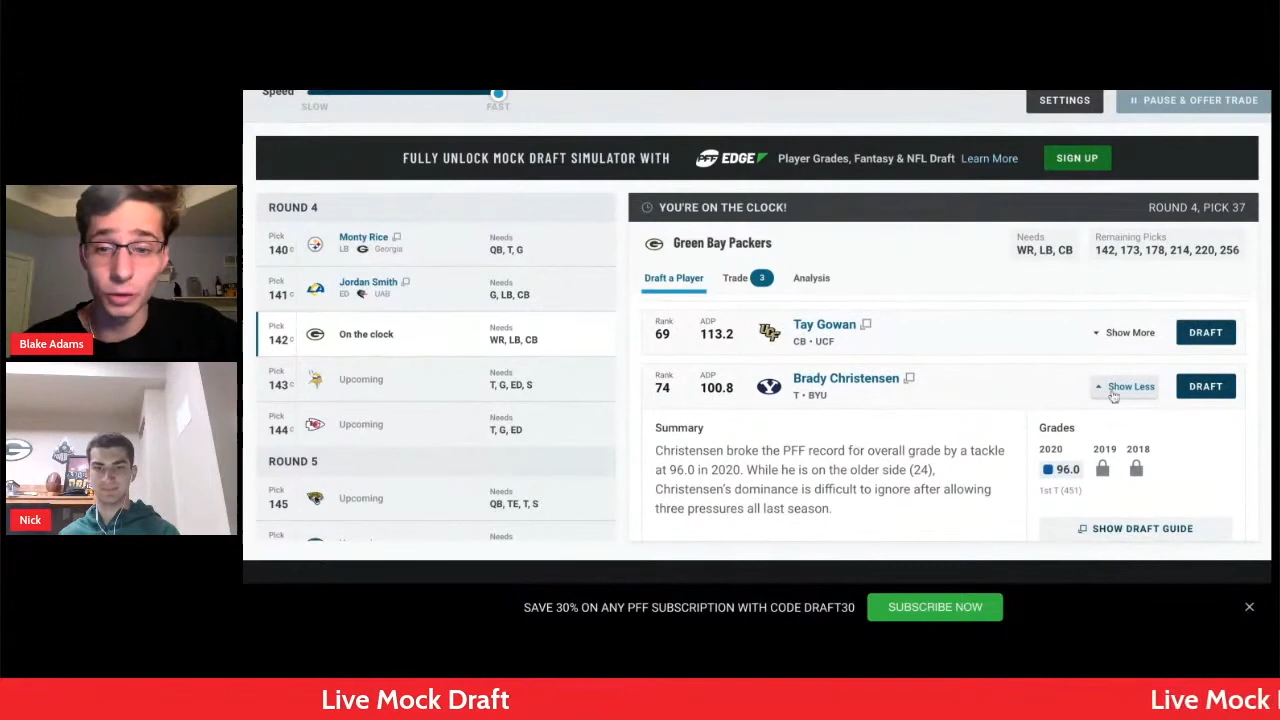 Speed
SLOW
FAST
SETTINGS
PAUSE & OFFER TRADE
FULLY UNLOCK MOCK DRAFT SIMULATOR WITH
PFF EDGE
Player Grades, Fantasy & NFL Draft Learn More
SIGN UP
ROUND 4
Pick
140 c
Monty Rice
LB Georgia
Needs
QB, T, G
Pick
141 c
Jordan Smith
ED UAB
Needs
G, LB, CB
Pick
142 c
On the clock
Needs
WR, LB, CB
Pick
143 c
Upcoming
Needs
T, G, ED, S
Pick
144 c
Upcoming
Needs
T, G, ED
ROUND 5
Pick
145
Upcoming
Needs
QB, TE, T, S
Pick
Needs
YOU'RE ON THE CLOCK!
ROUND 4, PICK 37
Green Bay Packers
Needs
WR, LB, CB
Remaining Picks
142, 173, 178, 214, 220, 256
Draft a Player
Trade 3
Analysis
Rank
69
ADP
113.2
UCF
Tay Gowan
CB • UCF
Show More
DRAFT
Rank
74
ADP
100.8
Brady Christensen
T • BYU
Show Less
DRAFT
Summary
Christensen broke the PFF record for overall grade by a tackle
at 96.0 in 2020. While he is on the older side (24),
Christensen's dominance is difficult to ignore after allowing
three pressures all last season.
Grades
2020 2019 2018
96.0
1st T (451)
SHOW DRAFT GUIDE
Blake Adams
Nick
SAVE 30% ON ANY PFF SUBSCRIPTION WITH CODE DRAFT30
SUBSCRIBE NOW
Live Mock Draft
Live Mock